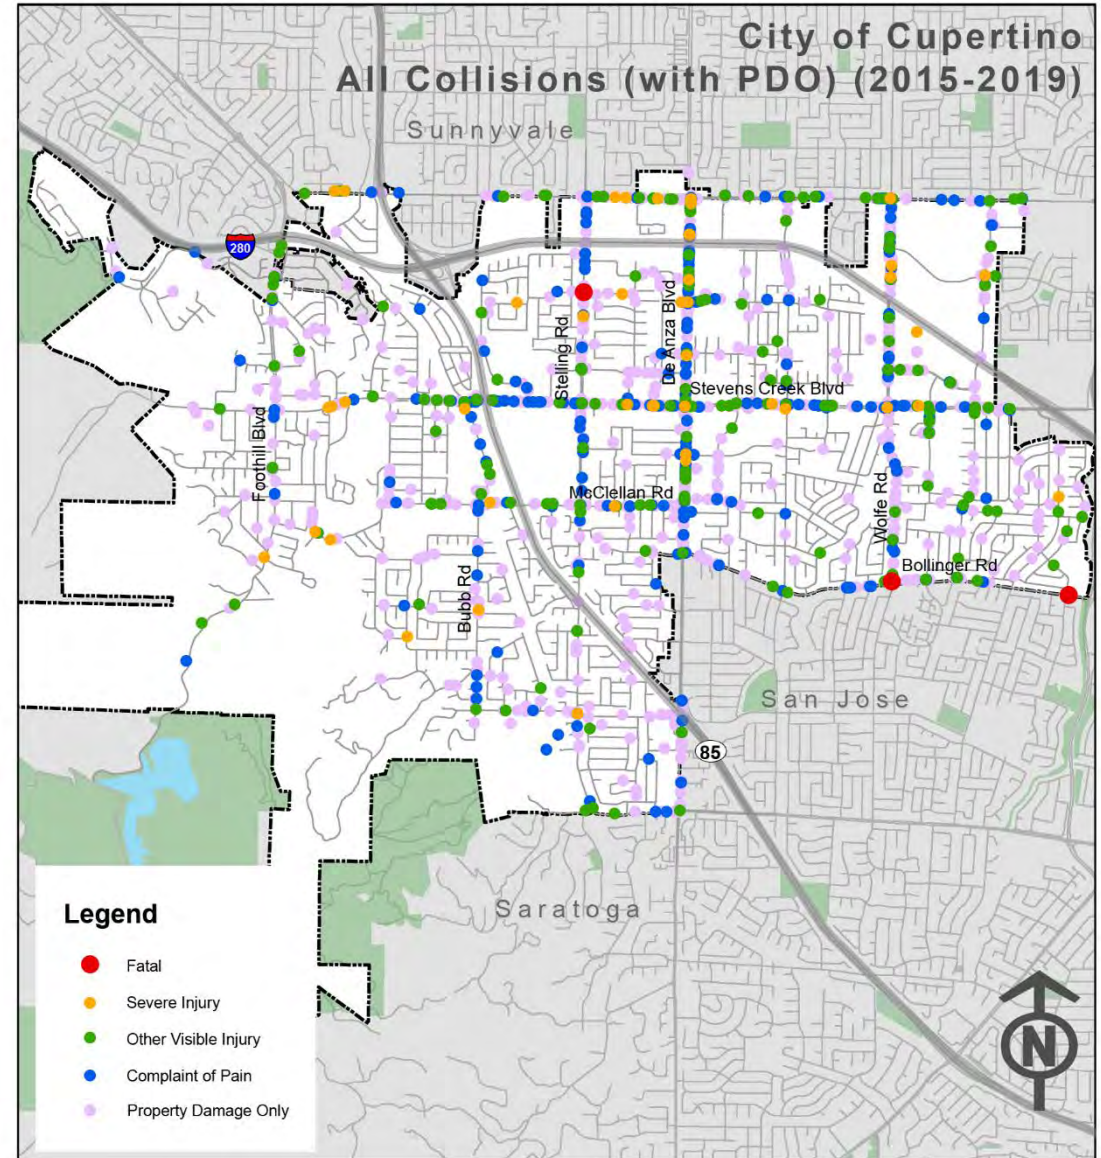 City of Cupertino
All Collisions (with PDO) (2015-2019)
Sunnyvale
280
Stelling Rd
De Anza Blvd
Stevens Creek Blvd
Foothill Blvd
McClellan Rd
Wolfe Rd
Bollinger Rd
Bubb Rd
San Jose
85
Saratoga
Legend
Fatal
Severe Injury
Other Visible Injury
Complaint of Pain
Property Damage Only
N